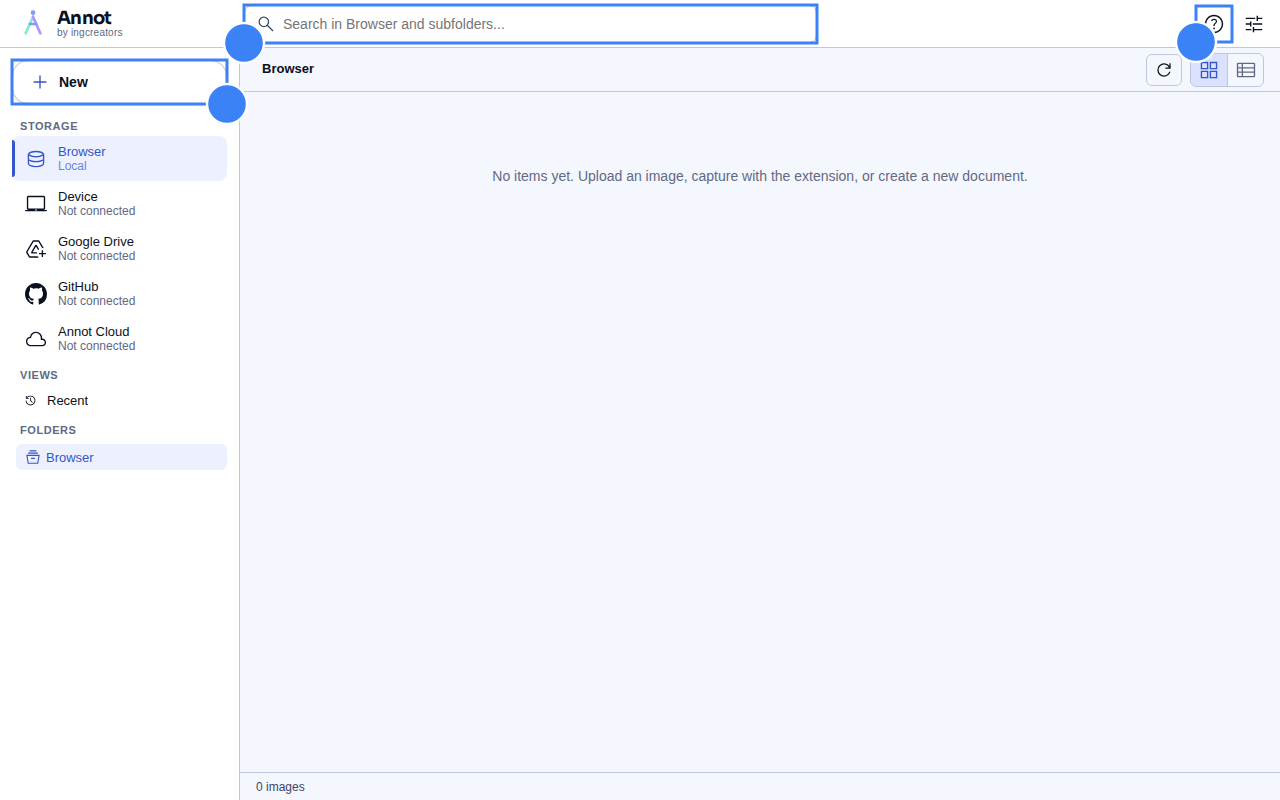 Annot
by ingcreators
Search in Browser and subfolders...
New
Browser
STORAGE
Browser
Local
Device
Not connected
Google Drive
Not connected
GitHub
Not connected
Annot Cloud
Not connected
VIEWS
Recent
FOLDERS
Browser
No items yet. Upload an image, capture with the extension, or create a new document.
0 images